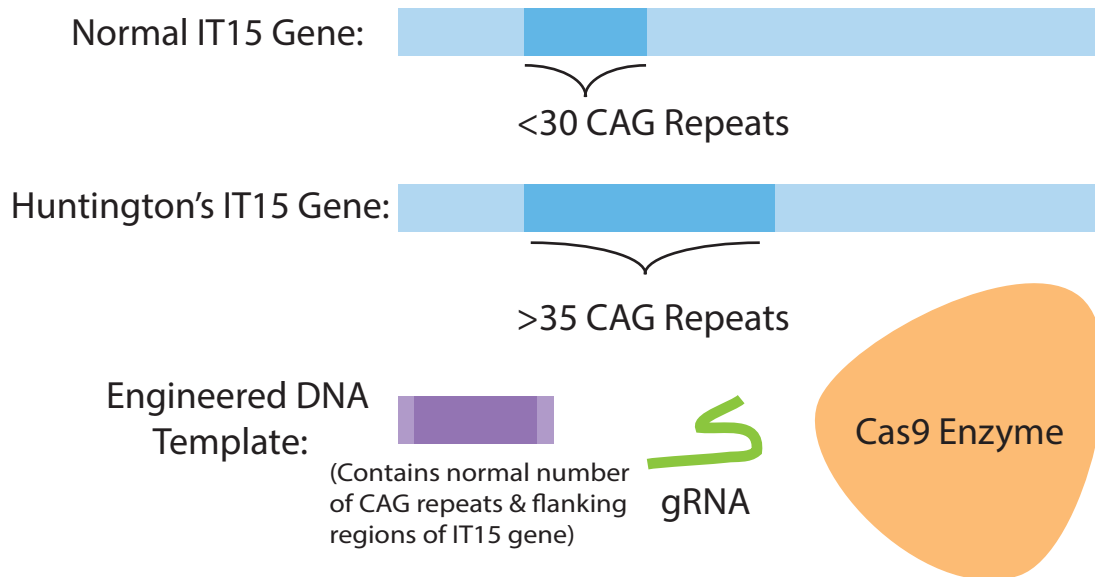 Normal IT15 Gene:
<30 CAG Repeats
Huntington's IT15 Gene:
>35 CAG Repeats
Engineered DNA
Template:
(Contains normal number
of CAG repeats & flanking
regions of IT15 gene)
gRNA
Cas9 Enzyme